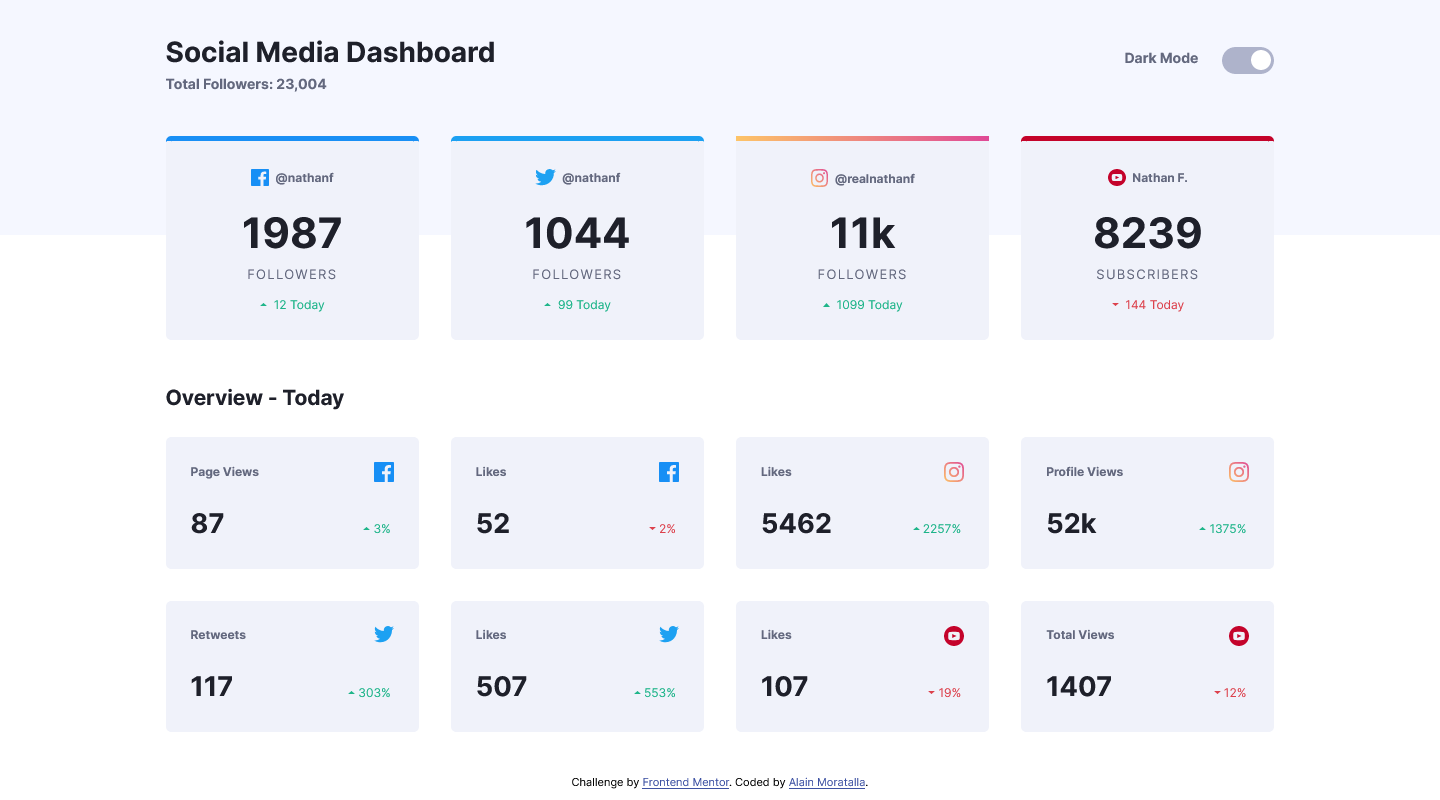 Social Media Dashboard
Total Followers: 23,004
Dark Mode
@nathanf
1987
FOLLOWERS
12 Today
@nathanf
1044
FOLLOWERS
99 Today
@realnathanf
11k
FOLLOWERS
1099 Today
Nathan F.
8239
SUBSCRIBERS
144 Today
Overview - Today
Page Views
87
3%
Likes
52
2%
Likes
5462
2257%
Profile Views
52k
1375%
Retweets
117
303%
Likes
507
553%
Likes
107
19%
Total Views
1407
12%
Challenge by Frontend Mentor. Coded by Alain Moratalla.